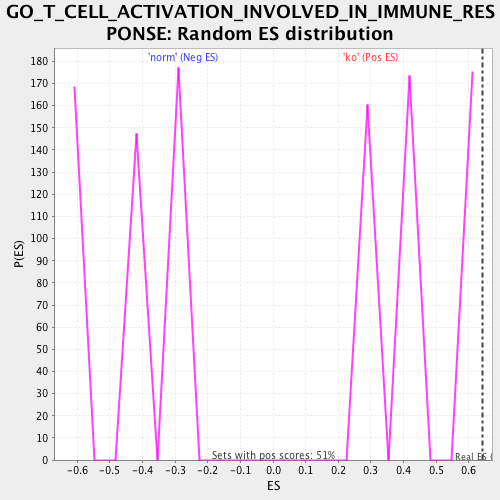 GO_T_CELL_ACTIVATION_INVOLVED_IN_IMMUNE_RES
PONSE: Random ES distribution
'norm' (Neg ES)
'ko' (Pos ES)
P(ES)
180
170
160
150
140
130
120
110
100
90
80
70
60
50
40
30
20
10
0
Sets with pos scores: 51%
Real ES (
-0.6 -0.5 -0.4 -0.3 -0.2 -0.1 0.0 0.1 0.2 0.3 0.4 0.5 0.6
ES